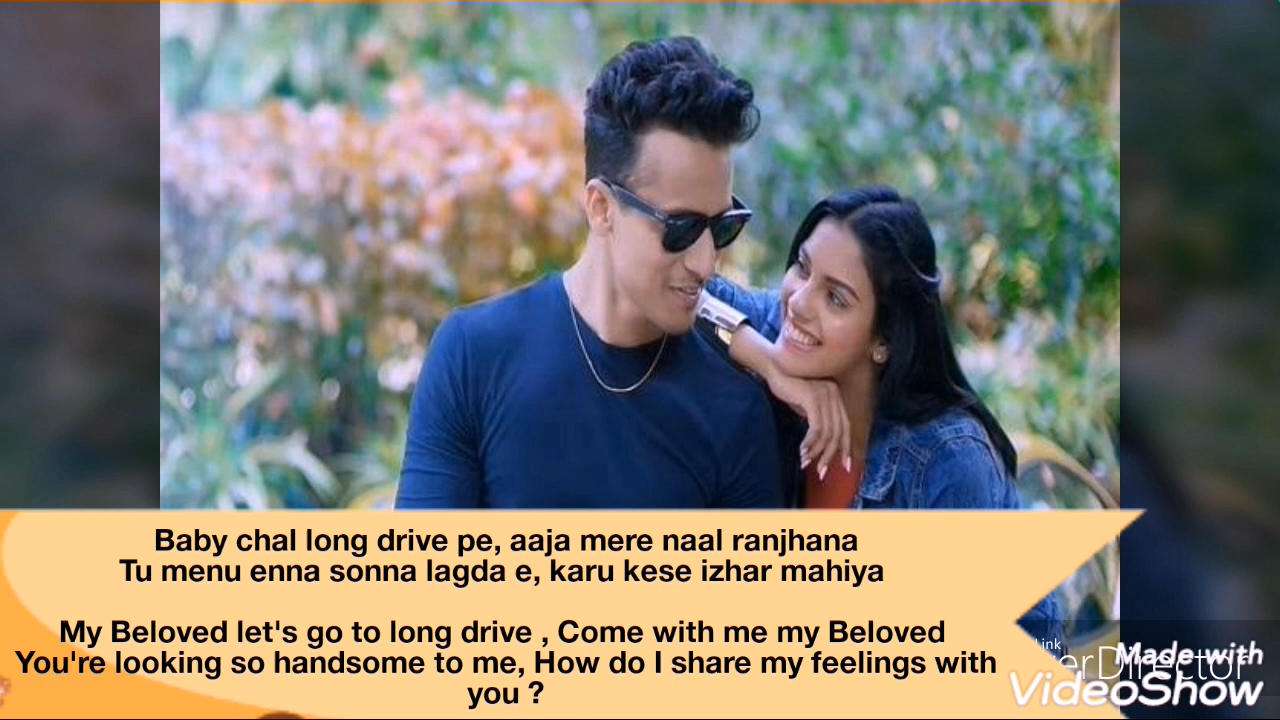 Baby chal long drive pe, aaja mere naal ranjhana
Tu menu enna sonna lagda e, karu kese izhar mahiya
My Beloved let's go to long drive , Come with me my Beloved
You're looking so handsome to me, How do I share my feelings with
you ?
Made with
VideoShow